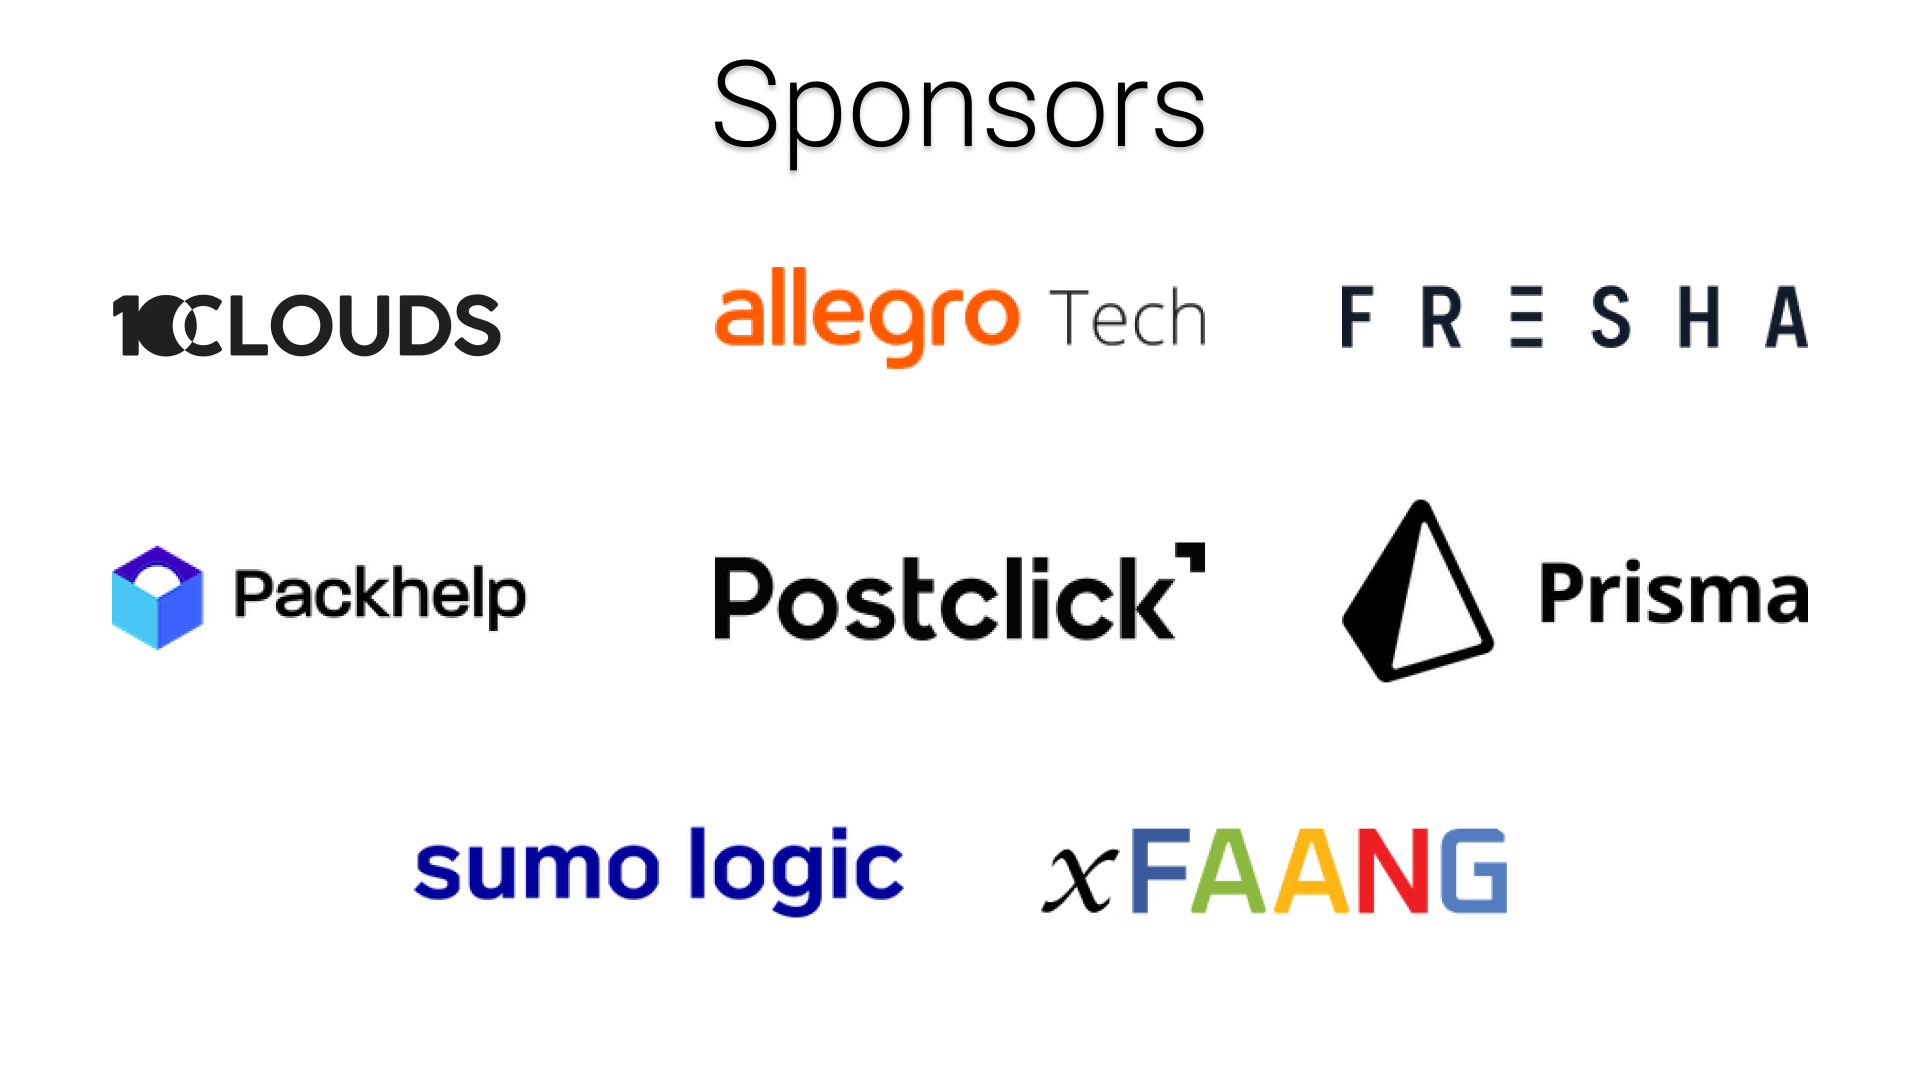 Sponsors
10CLOUDS
allegro Tech
FRESHA
Packhelp
Postclick
Prisma
sumo logic
xFAANG